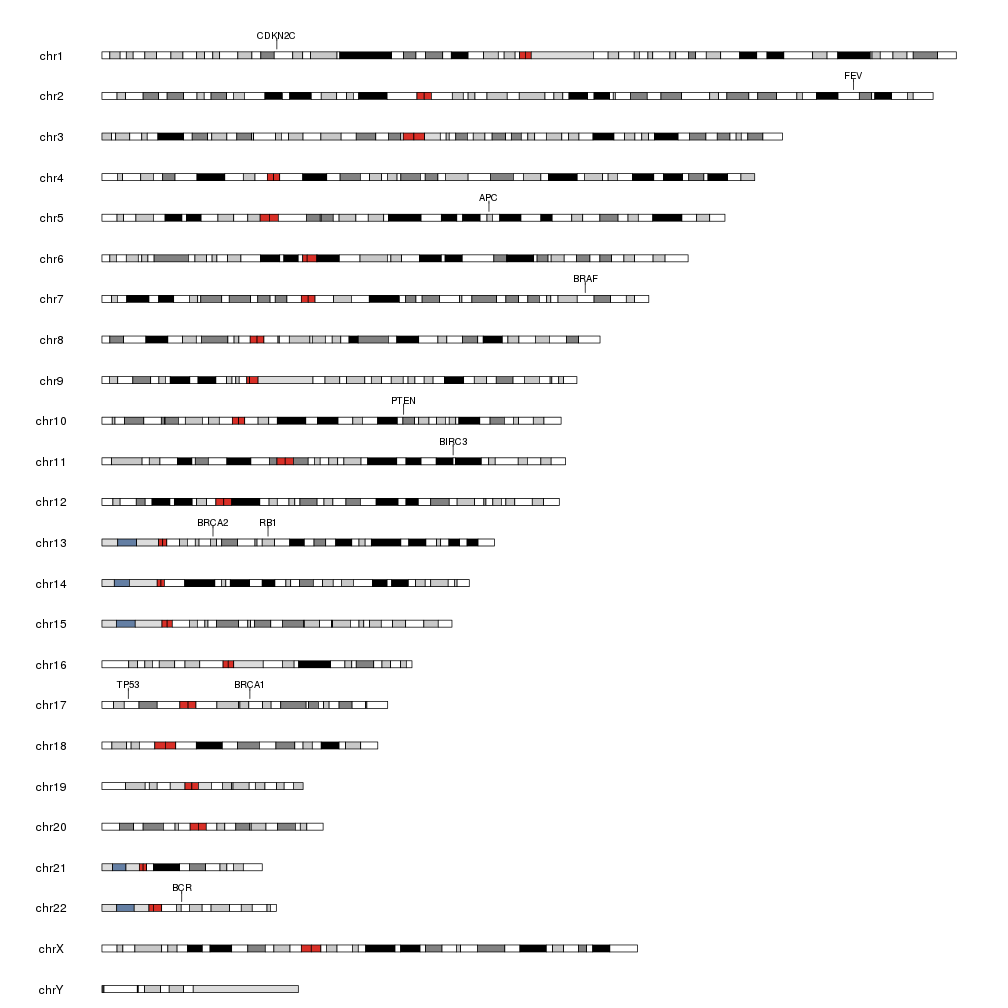 CDKN2C
chr1
FEV
chr2
chr3
chr4
APC
chr5
chr6
BRAF
chr7
chr8
chr9
PTEN
chr10
BIRC3
chr11
chr12
BRCA2 RB1
chr13
chr14
chr15
chr16
TP53 BRCA1
chr17
chr18
chr19
chr20
chr21
BCR
chr22
chrX
chrY